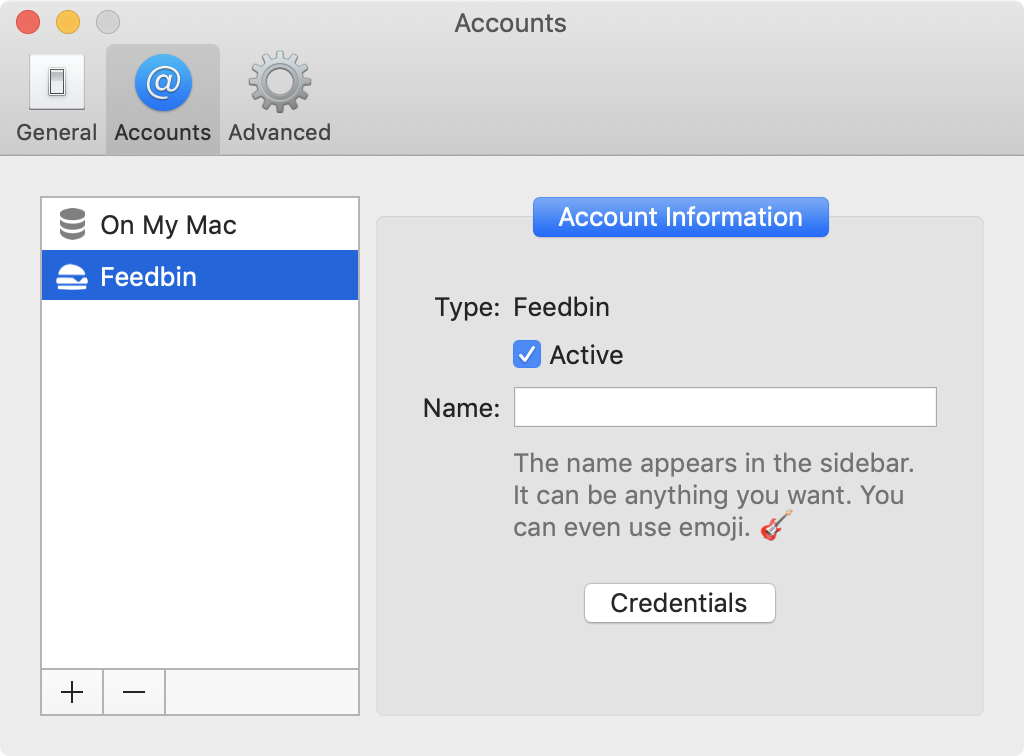 Accounts
General
Accounts
Advanced
On My Mac
Feedbin
Account Information
Type: Feedbin
Active
Name:
The name appears in the sidebar.
It can be anything you want. You
can even use emoji. 🎸
Credentials